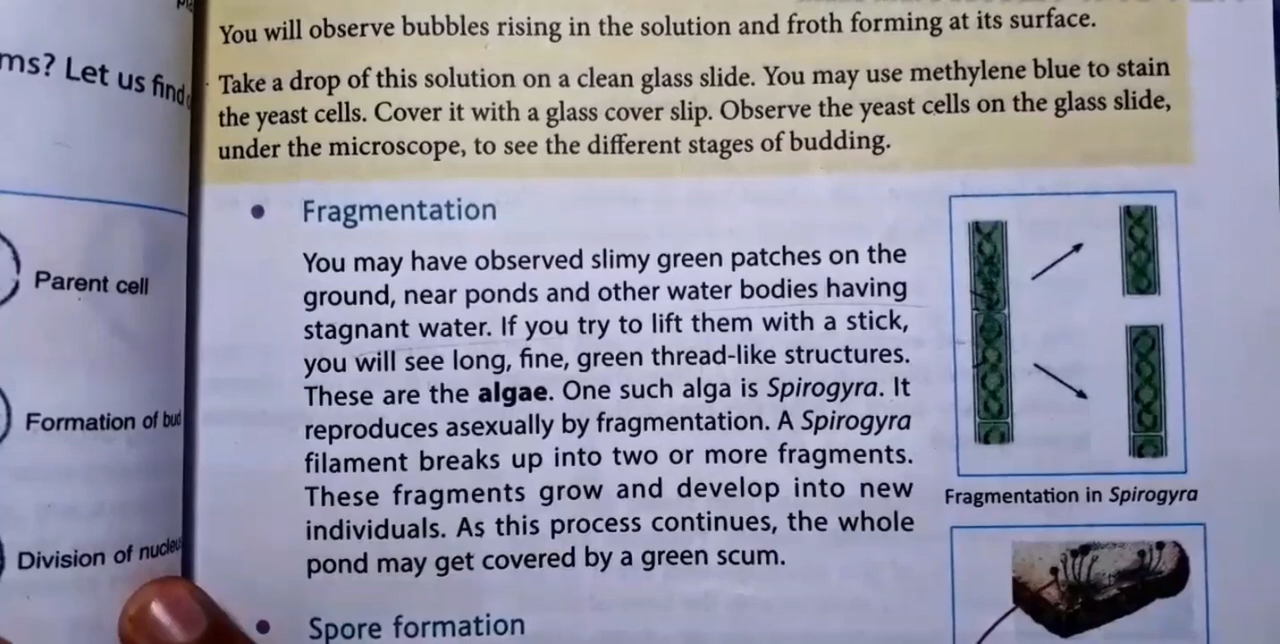 ms? Let us find
Parent cell
Formation of bud
Division of
You will observe bubbles rising in the solution and froth forming at its surface.
Take a drop of this solution on a clean glass slide. You may use methylene blue to stain
the yeast cells. Cover it with a glass cover slip. Observe the yeast cells on the glass slide,
under the microscope, to see the different stages of budding.
• Fragmentation
You may have observed slimy green patches on the
ground, near ponds and other water bodies having
stagnant water. If you try to lift them with a stick,
you will see long, fine, green thread-like structures.
These are the algae. One such alga is Spirogyra. It
reproduces asexually by fragmentation. A Spirogyra
filament breaks up into two or more fragments.
These fragments grow and develop into new
individuals. As this process continues, the whole
pond may get covered by a green scum.
Fragmentation in Spirogyra
• Spore formation